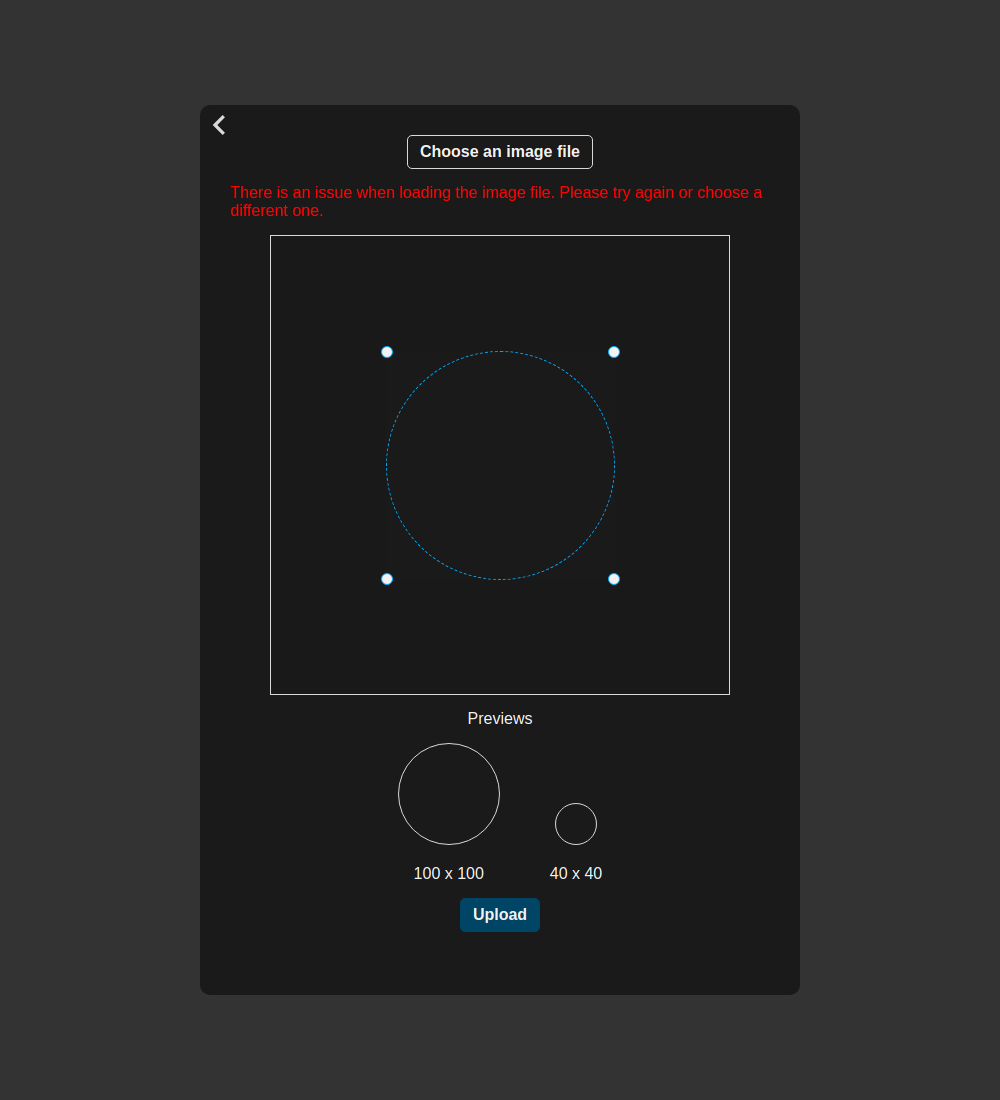 Choose an image file
There is an issue when loading the image file. Please try again or choose a
different one.
Previews
100 x 100
40 x 40
Upload